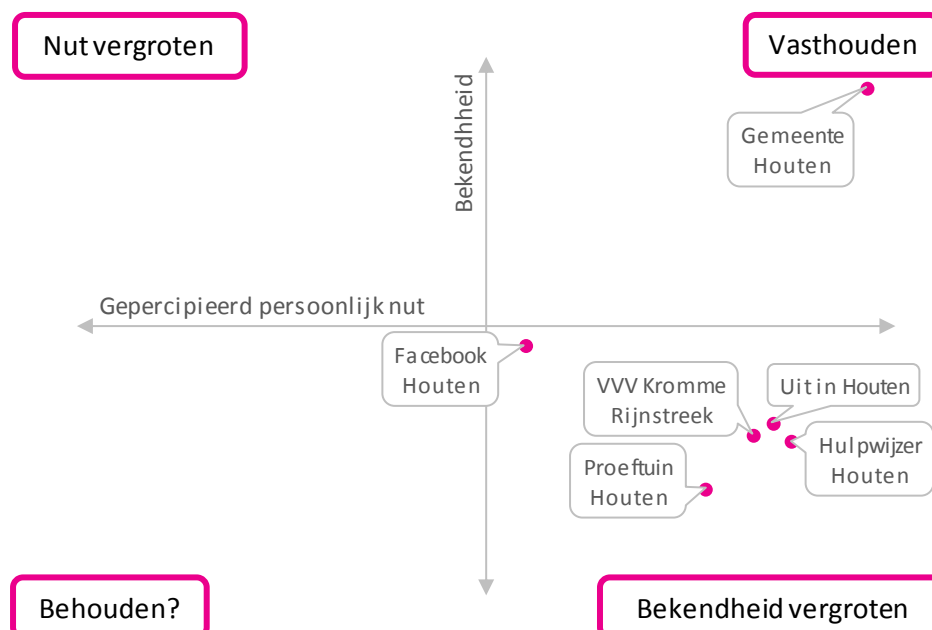 Nut vergroten
Vasthouden
Bekendhheid
Gemeente
Houten
Gepercipieerd persoonlijk nut
Facebook
Houten
VVV Kromme
Rijnstreek
Uit in Houten
Hulpwijzer
Houten
Proeftuin
Houten
Behouden?
Bekendheid vergroten